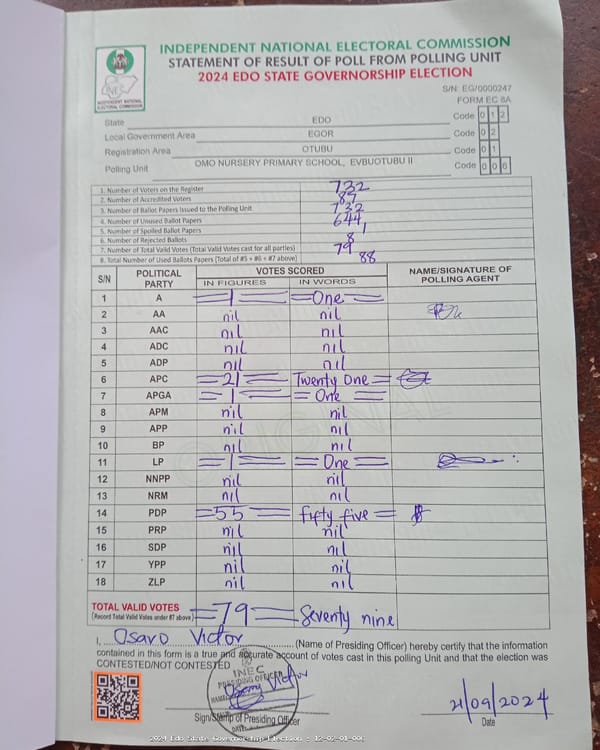 INDEPENDENT NATIONAL ELECTORAL COMMISSION
STATEMENT OF RESULT OF POLL FROM POLLING UNIT
2024 EDO STATE GOVERNORSHIP ELECTION
S/N: EG/0000247
FORM EC 8A
INEC
INDEPENDENT NATIONAL ELECTORAL COMMISSION
State EDO Code 0 1 2
Local Government Area EGOR Code 0 2
Registration Area OTUBU Code 0 1
Polling Unit OMO NURSERY PRIMARY SCHOOL, EVBUOTUBU II Code 0 0 6
1. Number of Voters on the Register 732
2. Number of Accredited Voters 89
3. Number of Ballot Papers Issued to the Polling Unit 732
4. Number of Unused Ballot Papers 644
5. Number of Spoiled Ballot Papers 1
6. Number of Rejected Ballots 8
7. Number of Total Valid Votes (Total Valid Votes cast for all parties) 79
8. Total Number of Used Ballots Papers (Total of #5 + #6 + #7 above) 88
S/N POLITICAL PARTY VOTES SCORED NAME/SIGNATURE OF POLLING AGENT
IN FIGURES IN WORDS
1 A 1 One
2 AA nil nil
3 AAC nil nil
4 ADC nil nil
5 ADP nil nil
6 APC 21 Twenty One
7 APGA 1 One
8 APM nil nil
9 APP nil nil
10 BP nil nil
11 LP 1 One
12 NNPP nil nil
13 NRM nil nil
14 PDP 55 fifty five
15 PRP nil nil
16 SDP nil nil
17 YPP nil nil
18 ZLP nil nil
TOTAL VALID VOTES 79 Seventy nine
(Record Total Valid Votes under #7 above)
I, Osaro Victor (Name of Presiding Officer) hereby certify that the information
contained in this form is a true and accurate account of votes cast in this polling Unit and that the election was
CONTESTED/NOT CONTESTED
INEC
PRESIDING OFFICER
Sign/Stamp of Presiding Officer
21/09/2024
Date
2024 Edo State Governorship Election - 12-02-01-006